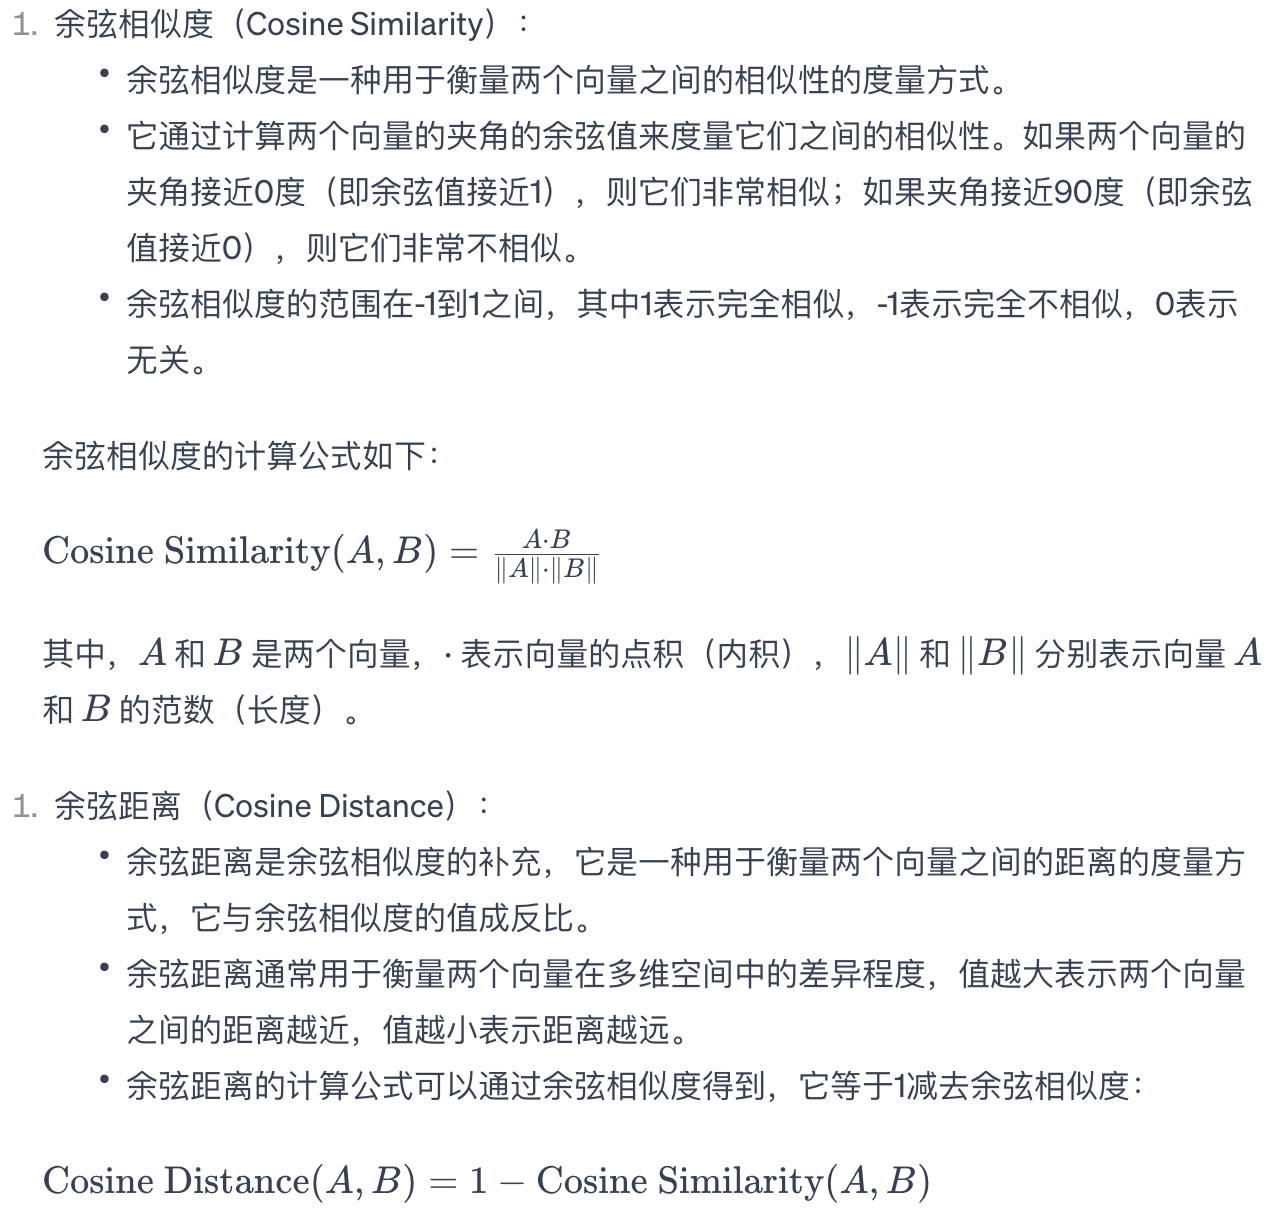 1. 余弦相似度（Cosine Similarity）：
• 余弦相似度是一种用于衡量两个向量之间的相似性的度量方式。
• 它通过计算两个向量的夹角的余弦值来度量它们之间的相似性。如果两个向量的
夹角接近0度（即余弦值接近1），则它们非常相似；如果夹角接近90度（即余弦
值接近0），则它们非常不相似。
• 余弦相似度的范围在-1到1之间，其中1表示完全相似，-1表示完全不相似，0表示
无关。
余弦相似度的计算公式如下：
Cosine Similarity(A, B) = \frac{A·B}{‖A‖·‖B‖}
其中，A 和 B 是两个向量，· 表示向量的点积（内积），‖A‖ 和 ‖B‖ 分别表示向量 A
和 B 的范数（长度）。
1. 余弦距离（Cosine Distance）：
• 余弦距离是余弦相似度的补充，它是一种用于衡量两个向量之间的距离的度量方
式，它与余弦相似度的值成反比。
• 余弦距离通常用于衡量两个向量在多维空间中的差异程度，值越大表示两个向量
之间的距离越近，值越小表示距离越远。
• 余弦距离的计算公式可以通过余弦相似度得到，它等于1减去余弦相似度：
Cosine Distance(A, B) = 1 − Cosine Similarity(A, B)